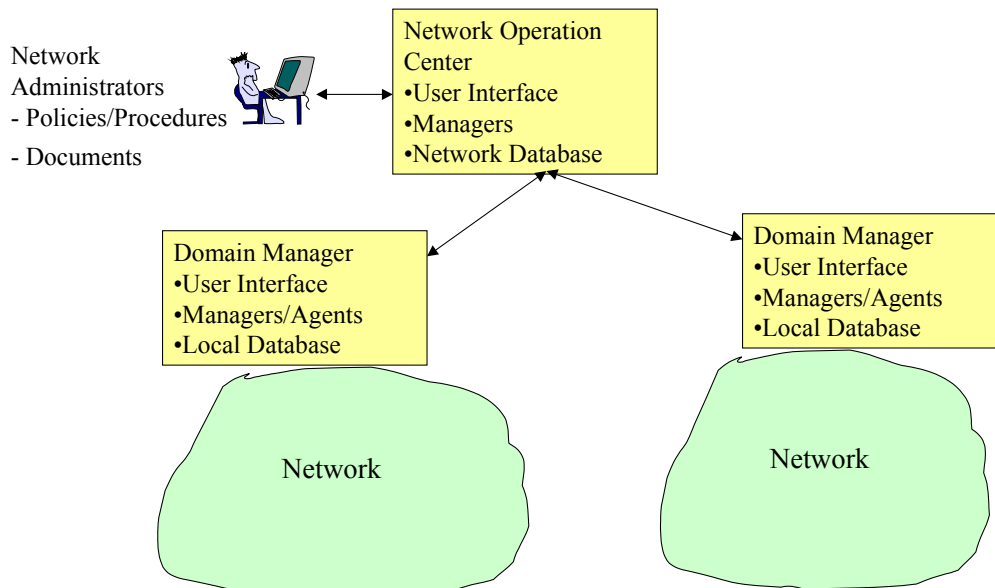 Network
Administrators
- Policies/Procedures
- Documents
Network Operation
Center
•User Interface
•Managers
•Network Database
Domain Manager
•User Interface
•Managers/Agents
•Local Database
Domain Manager
•User Interface
•Managers/Agents
•Local Database
Network
Network